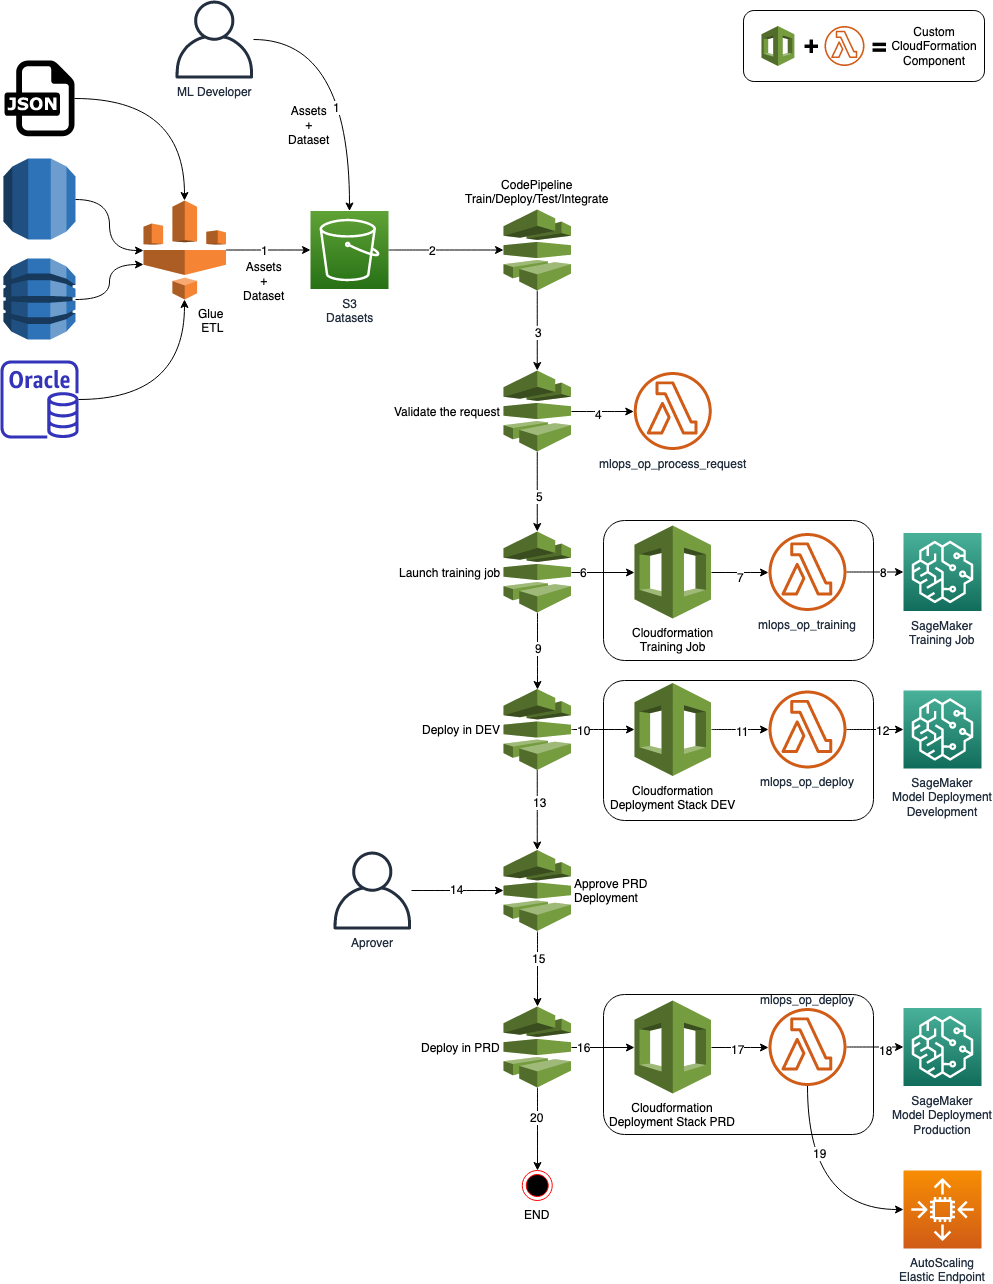 ML Developer
+
=
Custom
CloudFormation
Component
JSON
1
Assets
+
Dataset
CodePipeline
Train/Deploy/Test/Integrate
1
Assets
+
Dataset
2
Glue
ETL
S3
Datasets
3
Oracle
Validate the request
4
mlops_op_process_request
5
Launch training job
6
7
8
Cloudformation
Training Job
mlops_op_training
SageMaker
Training Job
9
Deploy in DEV
10
11
12
Cloudformation
Deployment Stack DEV
mlops_op_deploy
SageMaker
Model Deployment
Development
13
14
Approve PRD
Deployment
Aprover
15
mlops_op_deploy
Deploy in PRD
16
17
18
Cloudformation
Deployment Stack PRD
SageMaker
Model Deployment
Production
20
19
END
AutoScaling
Elastic Endpoint